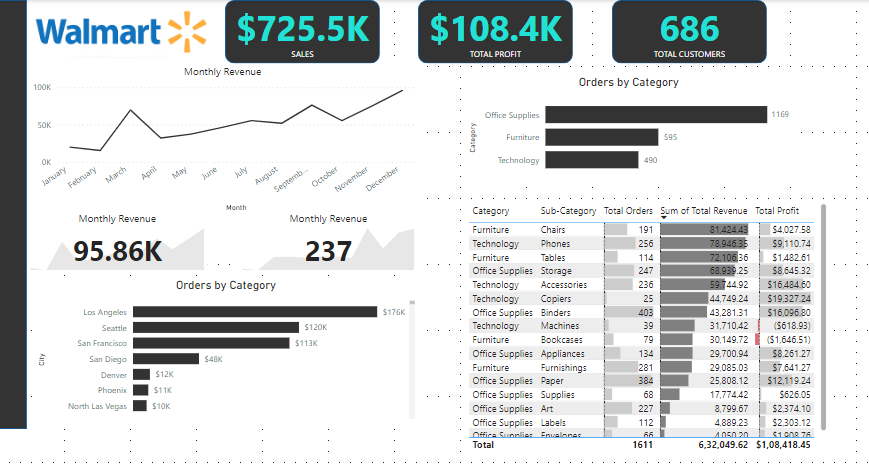 Walmart
$725.5K
SALES
$108.4K
TOTAL PROFIT
686
TOTAL CUSTOMERS
Monthly Revenue
100K
50K
0K
January
February
March
April
May
June
July
August
Septemb...
October
November
December
Month
Orders by Category
Category
Office Supplies 1169
Furniture 595
Technology 490
Monthly Revenue
95.86K
Monthly Revenue
237
Orders by Category
City
Los Angeles $176K
Seattle $120K
San Francisco $113K
San Diego $48K
Denver $12K
Phoenix $11K
North Las Vegas $10K
Category Sub-Category Total Orders Sum of Total Revenue Total Profit
Furniture Chairs 191 81,424.43 $4,027.58
Technology Phones 256 78,946.35 $9,110.74
Furniture Tables 114 72,106.36 $1,482.61
Office Supplies Storage 247 68,939.25 $8,645.32
Technology Accessories 236 59,744.92 $16,484.60
Technology Copiers 25 44,749.24 $19,327.24
Office Supplies Binders 403 43,281.31 $16,096.80
Technology Machines 39 31,710.42 ($618.93)
Furniture Bookcases 79 30,149.72 ($1,646.51)
Office Supplies Appliances 134 29,700.94 $8,261.27
Furniture Furnishings 281 29,085.03 $7,641.27
Office Supplies Paper 384 25,808.12 $12,119.24
Office Supplies Supplies 68 17,774.42 $626.05
Office Supplies Art 227 8,799.67 $2,374.10
Office Supplies Labels 112 4,889.23 $2,303.12
Office Supplies Envelopes 66 4,050.20 $1,908.76
Total 1611 6,32,049.62 $1,08,418.45